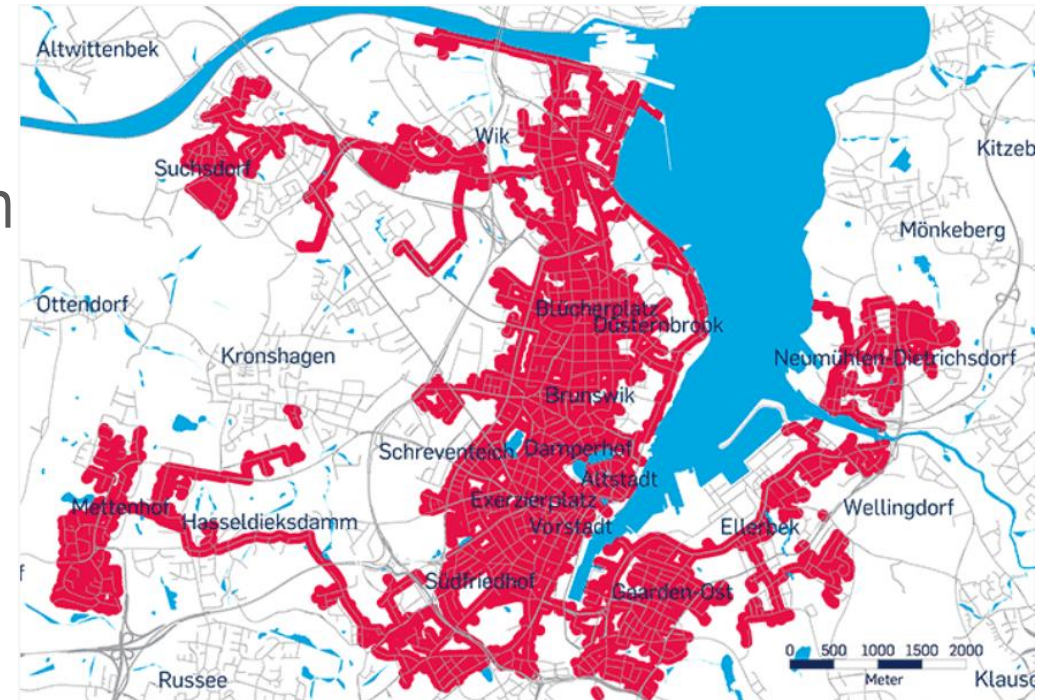 Altwittenbek
Wik
Kitzeb
Suchsdorf
n
Mönkeberg
Ottendorf
Blücherplatz
Düsternbrook
Kronshagen
Neumühlen-Dietrichsdorf
Brunswik
Schreventeich
Damperhof
Altstadt
Exerzierplatz
Mettenhof
Wellingdorf
Hasseldieksdamm
Vorstadt
Ellerbek
f
Südfriedhof
Gaarden-Ost
0 500 1000 1500 2000
Meter
Russee
Klausd